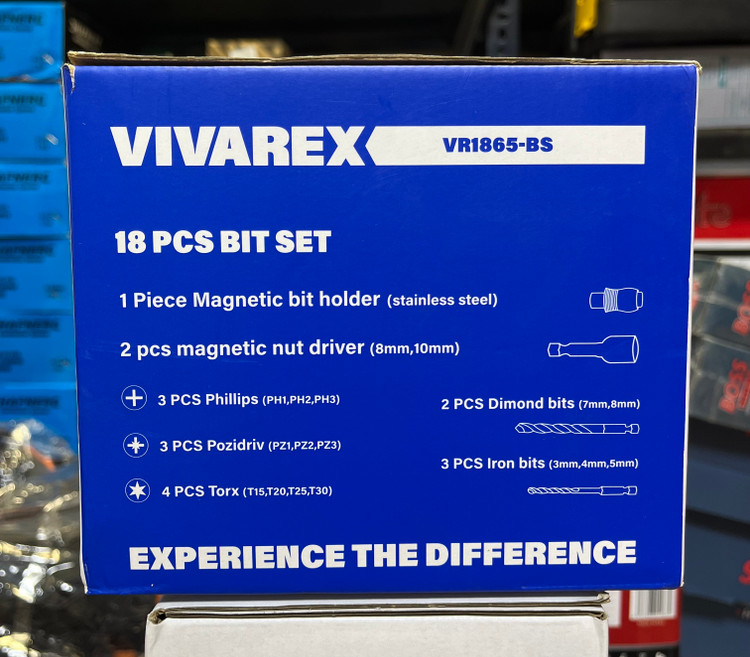 VIVAREX
VR1865-BS
18 PCS BIT SET
1 Piece Magnetic bit holder (stainless steel)
2 pcs magnetic nut driver (8mm,10mm)
3 PCS Phillips (PH1,PH2,PH3)
3 PCS Pozidriv (PZ1,PZ2,PZ3)
4 PCS Torx (T15,T20,T25,T30)
2 PCS Dimond bits (7mm,8mm)
3 PCS Iron bits (3mm,4mm,5mm)
EXPERIENCE THE DIFFERENCE